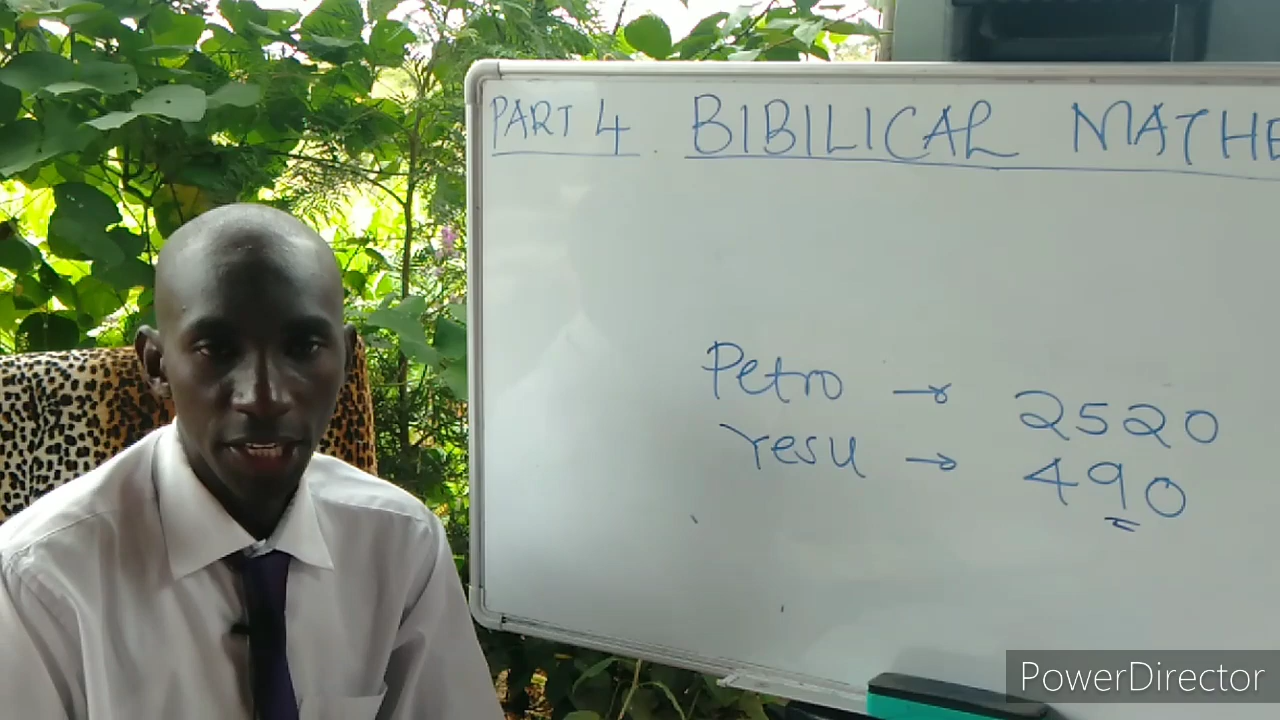 PART 4 BIBILICAL MATHE
Petro → 2520
Yesu → 490
PowerDirector